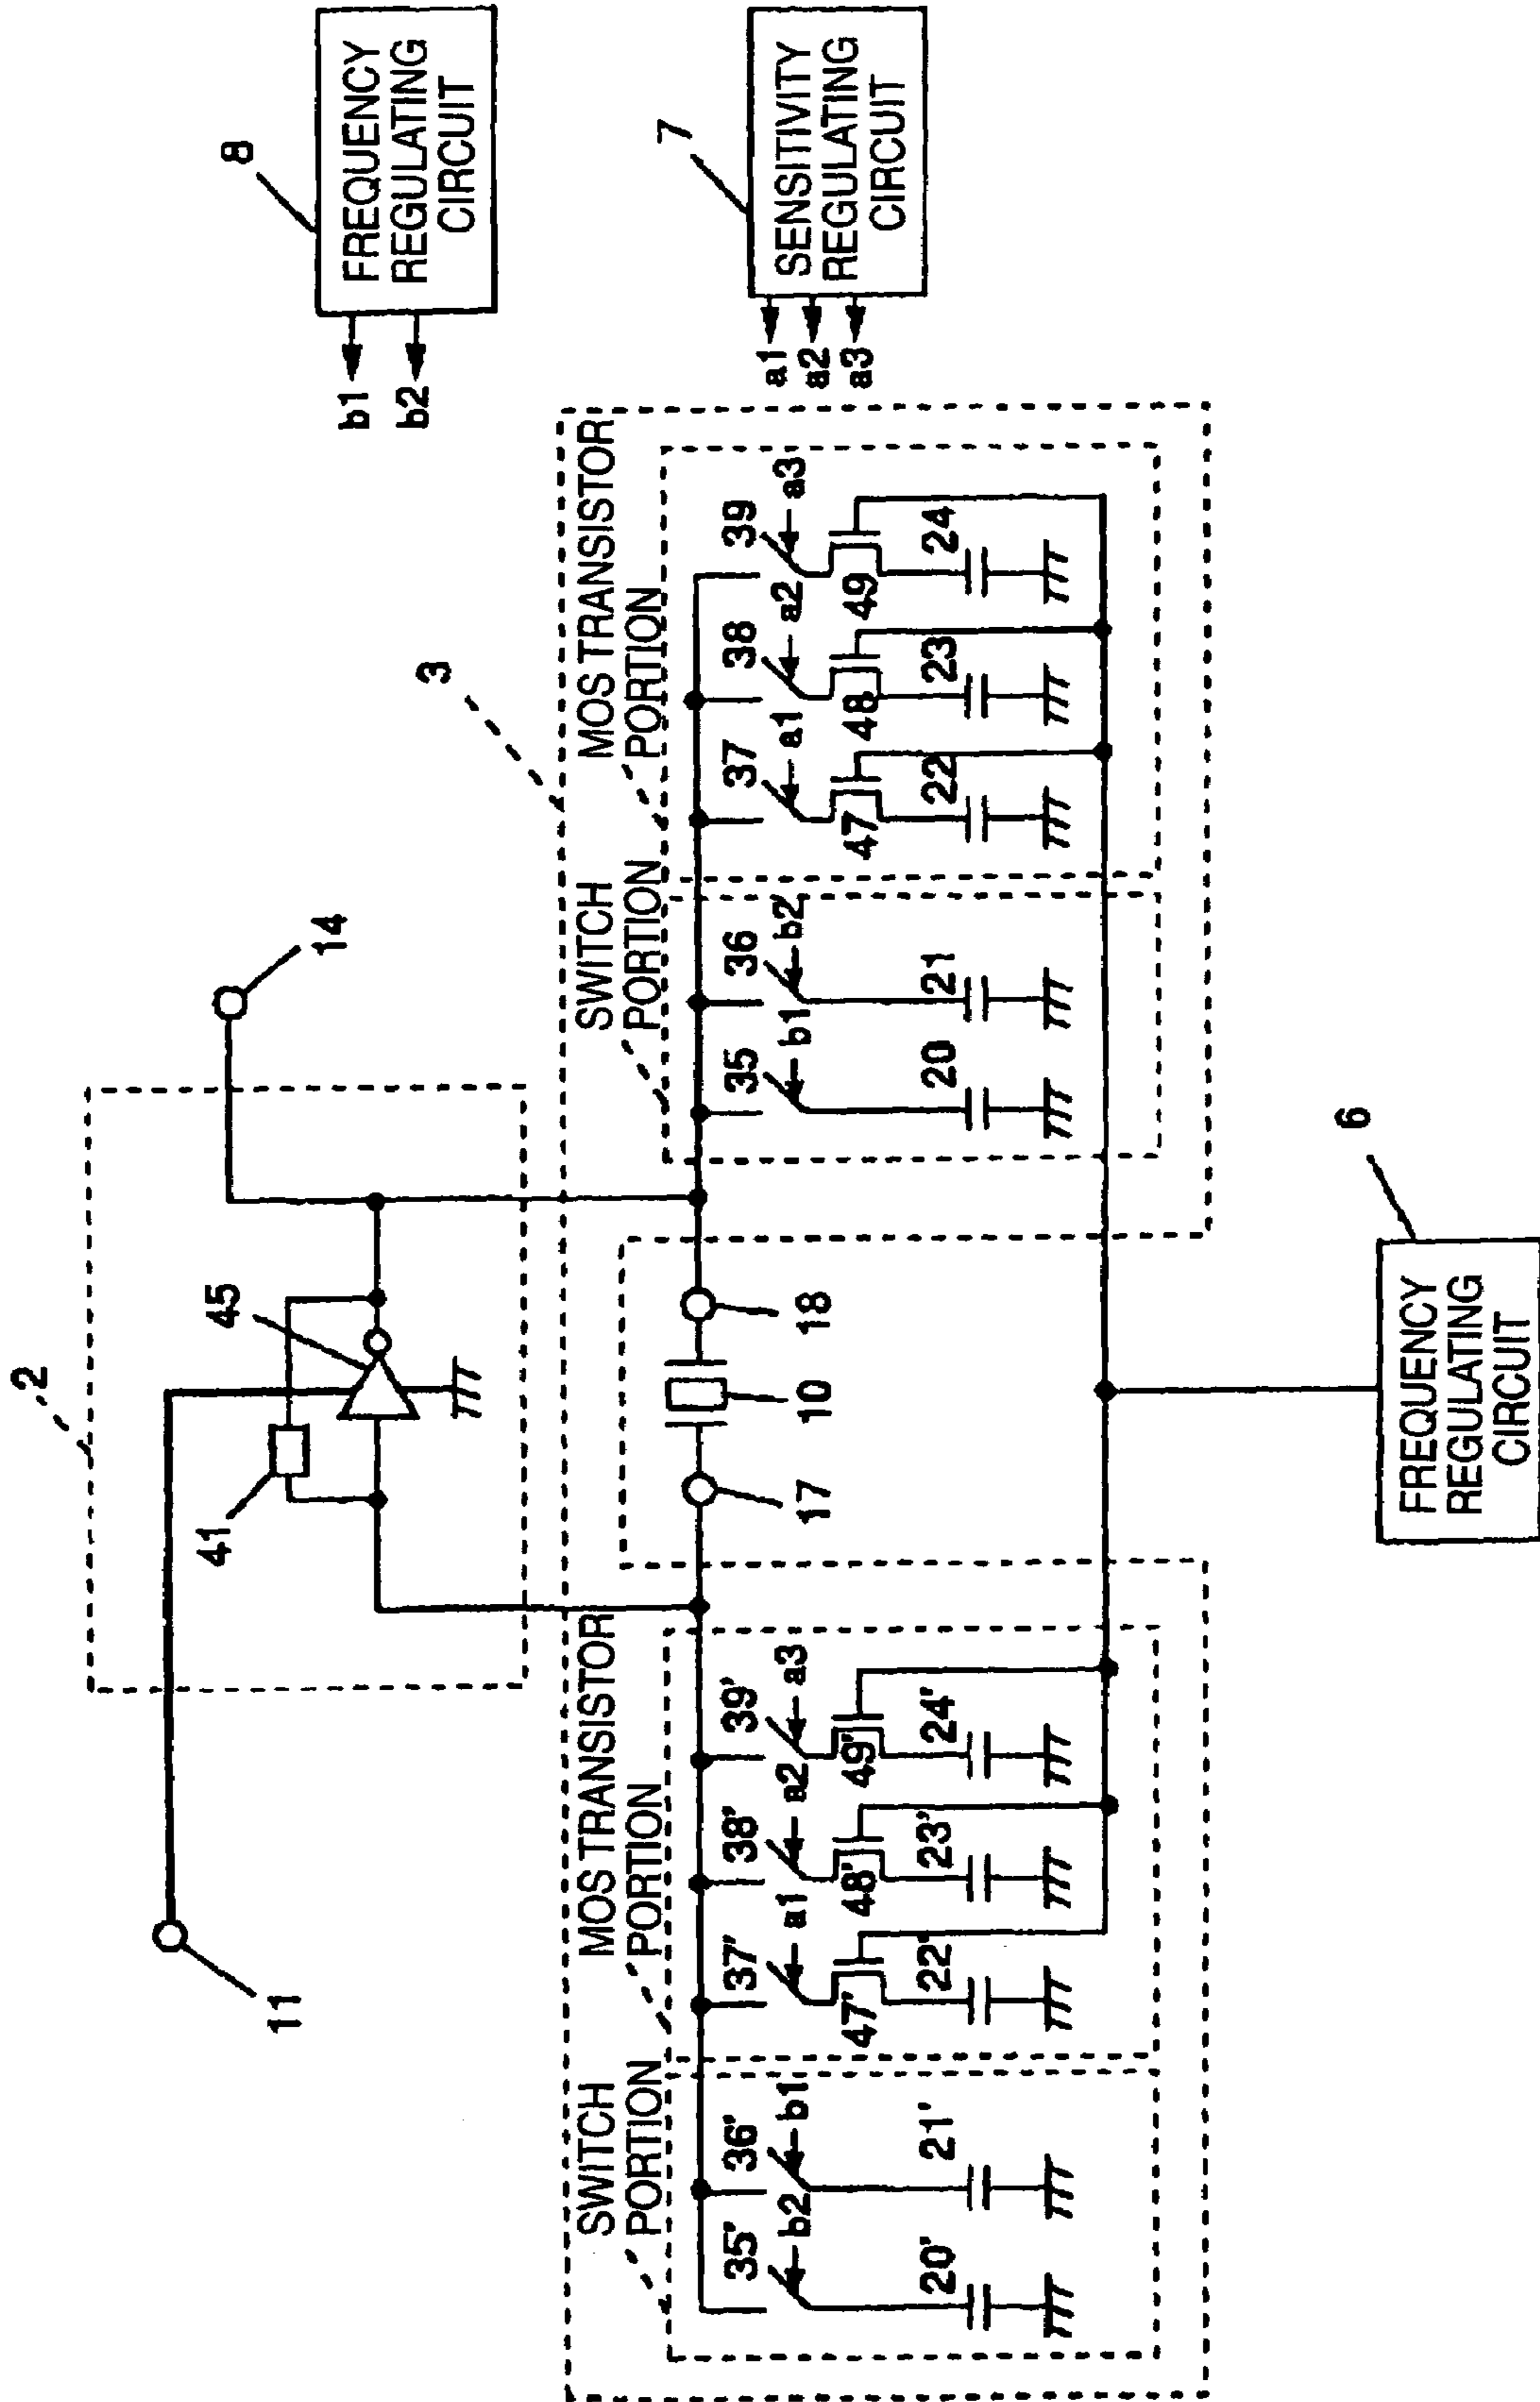 2
11
41
45
14
8
FREQUENCY
REGULATING
CIRCUIT
b1
b2
7
SENSITIVITY
REGULATING
CIRCUIT
a1
a2
a3
3
SWITCH
PORTION
MOS TRANSISTOR
PORTION
35'
b2
36'
b1
37'
a1
38'
a2
39'
a3
47'
48'
49'
20'
21'
22'
23'
24'
17
10
18
SWITCH
PORTION
MOS TRANSISTOR
PORTION
35
b1
36
b2
37
a1
38
a2
39
a3
47
48
49
20
21
22
23
24
6
FREQUENCY
REGULATING
CIRCUIT